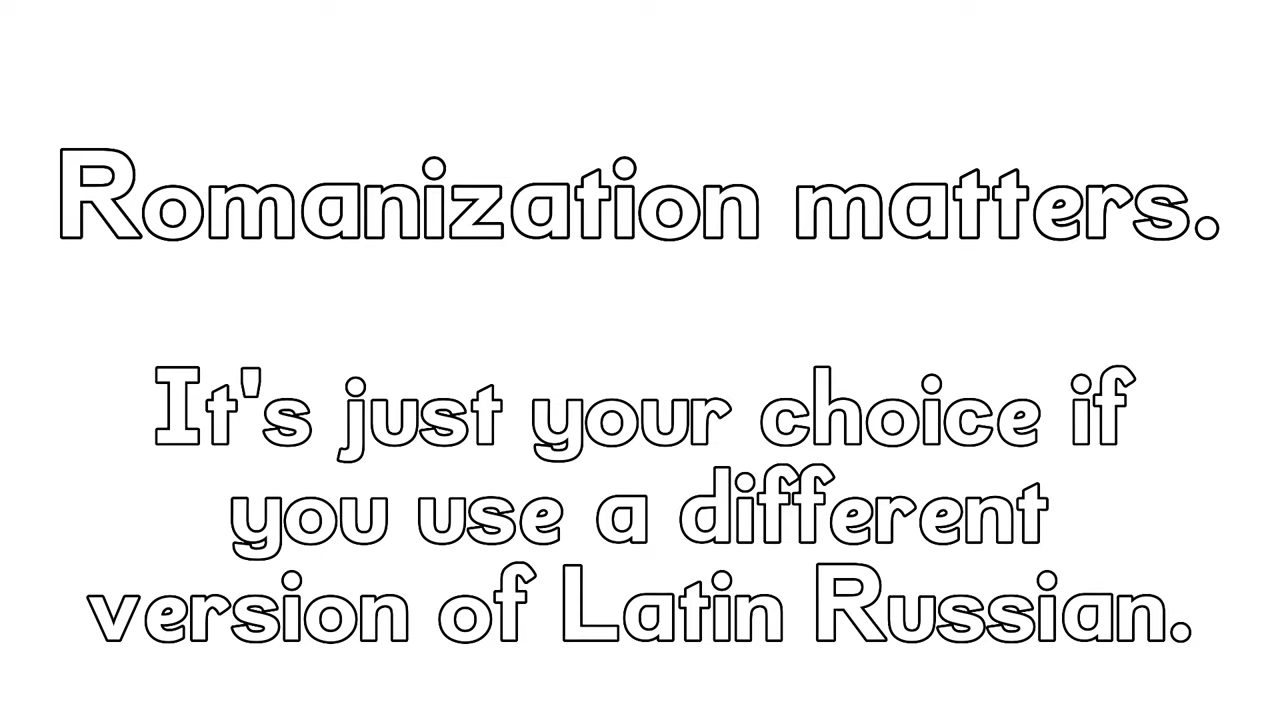 Romanization matters.
It's just your choice if
you use a different
version of Latin Russian.